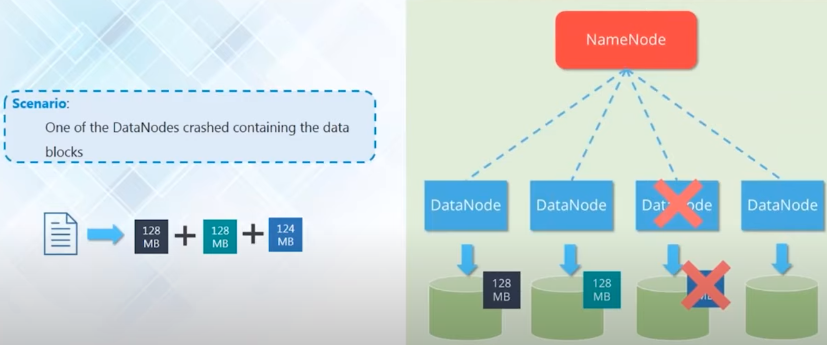 Scenario:
One of the DataNodes crashed containing the data
blocks
128
MB
+
128
MB
+
124
MB
NameNode
DataNode
DataNode
DataNode
128
MB
128
MB